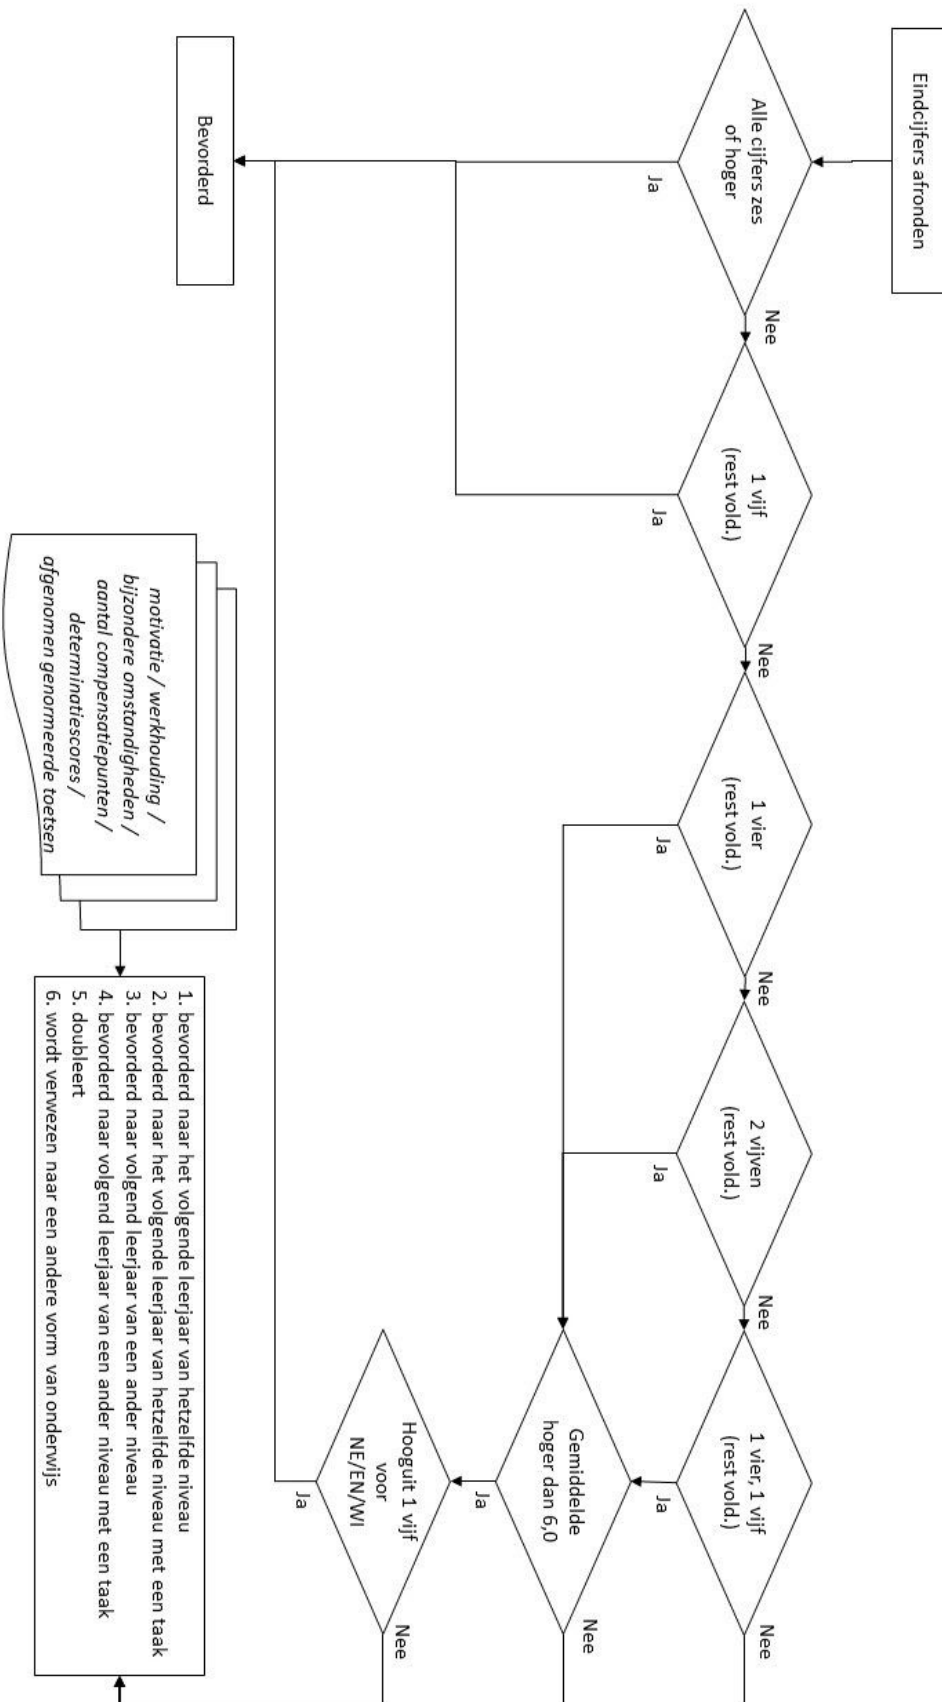 Eindcijfers afronden
Alle cijfers zes
of hoger
Ja
Nee
1 vijf
(rest vold.)
Ja
Nee
1 vier
(rest vold.)
Ja
Nee
2 vijven
(rest vold.)
Ja
Nee
1 vier, 1 vijf
(rest vold.)
Ja
Nee
Gemiddelde
hoger dan 6,0
Ja
Nee
Hooguit 1 vijf
voor
NE/EN/WI
Ja
Nee
Bevorderd
motivatie / werkhouding /
bijzondere omstandigheden /
aantal compensatiepunten /
determinatiescores /
afgenomen genormeerde toetsen
1. bevorderd naar het volgende leerjaar van hetzelfde niveau
2. bevorderd naar het volgende leerjaar van hetzelfde niveau met een taak
3. bevorderd naar volgend leerjaar van een ander niveau
4. bevorderd naar volgend leerjaar van een ander niveau met een taak
5. doubleert
6. wordt verwezen naar een andere vorm van onderwijs